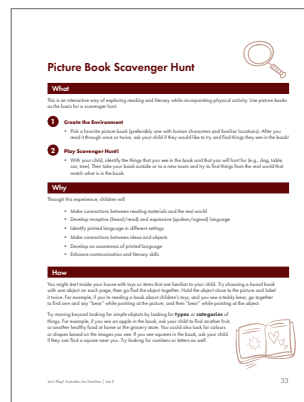 Picture Book Scavenger Hunt
What
This is an interactive way of exploring reading and literacy while incorporating physical activity. Use picture books
as the basis for a scavenger hunt.
1 Create the Environment
• Pick a favorite picture book (preferably one with human characters and familiar locations). After you
read it through once or twice, ask your child if they would like to try and find things they see in the book!
2 Play Scavenger Hunt!
• With your child, identify the things that you see in the book and that you will hunt for (e.g., dog, table,
car, tree). Then take your book outside or to a new room and try to find things from the real world that
match what is in the book.
Why
Through this experience, children will
• Make connections between reading materials and the real world
• Develop receptive (heard/read) and expressive (spoken/signed) language
• Identify printed language in different settings
• Make connections between ideas and objects
• Develop an awareness of printed language
• Enhance communication and literacy skills
How
You might start inside your house with toys or items that are familiar to your child. Try choosing a board book
with one object on each page, then go find the object together. Hold the object close to the picture and label
it twice. For example, if you're reading a book about children's toys, and you see a teddy bear, go together
to find one and say "bear" while pointing at the picture, and then "bear" while pointing at the object.
Try moving beyond looking for simple objects by looking for types or categories of
things. For example, if you see an apple in the book, ask your child to find another fruit,
or another healthy food at home or the grocery store. You could also look for colours
or shapes based on the images you see. If you see squares in the book, ask your child
if they can find a square near you. Try looking for numbers or letters as well.
Let's Play! Activities for Families | Set 2
33